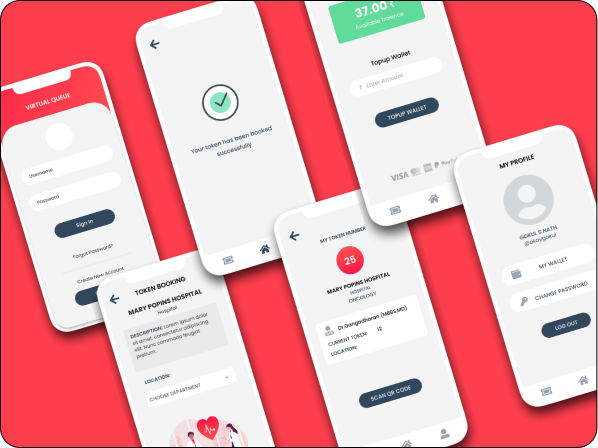 VIRTUAL QUEUE
Username
Password
Sign In
Forgot Password?
Create New Account
Your token has been booked
successfully
37.00 ₹
Available balance
Topup Wallet
₹ Enter Amount
TOPUP WALLET
VISA
PayPal
MY PROFILE
GOKUL S NATH
@okaygokul
MY WALLET
CHANGE PASSWORD
LOG OUT
TOKEN BOOKING
MARY POPINS HOSPITAL
Hospital
DESCRIPTION: Lorem ipsum dolor
sit amet, consectetur adipiscing
elit. Nunc commodo feugiat
pretium.
LOCATION:
CHOOSE DEPARTMENT
MY TOKEN NUMBER
25
MARY POPINS HOSPITAL
HOSPITAL
ONCOLOGY
Dr.Gangadharan (MBBS,MD)
CURRENT TOKEN: 12
LOCATION:
SCAN QR CODE